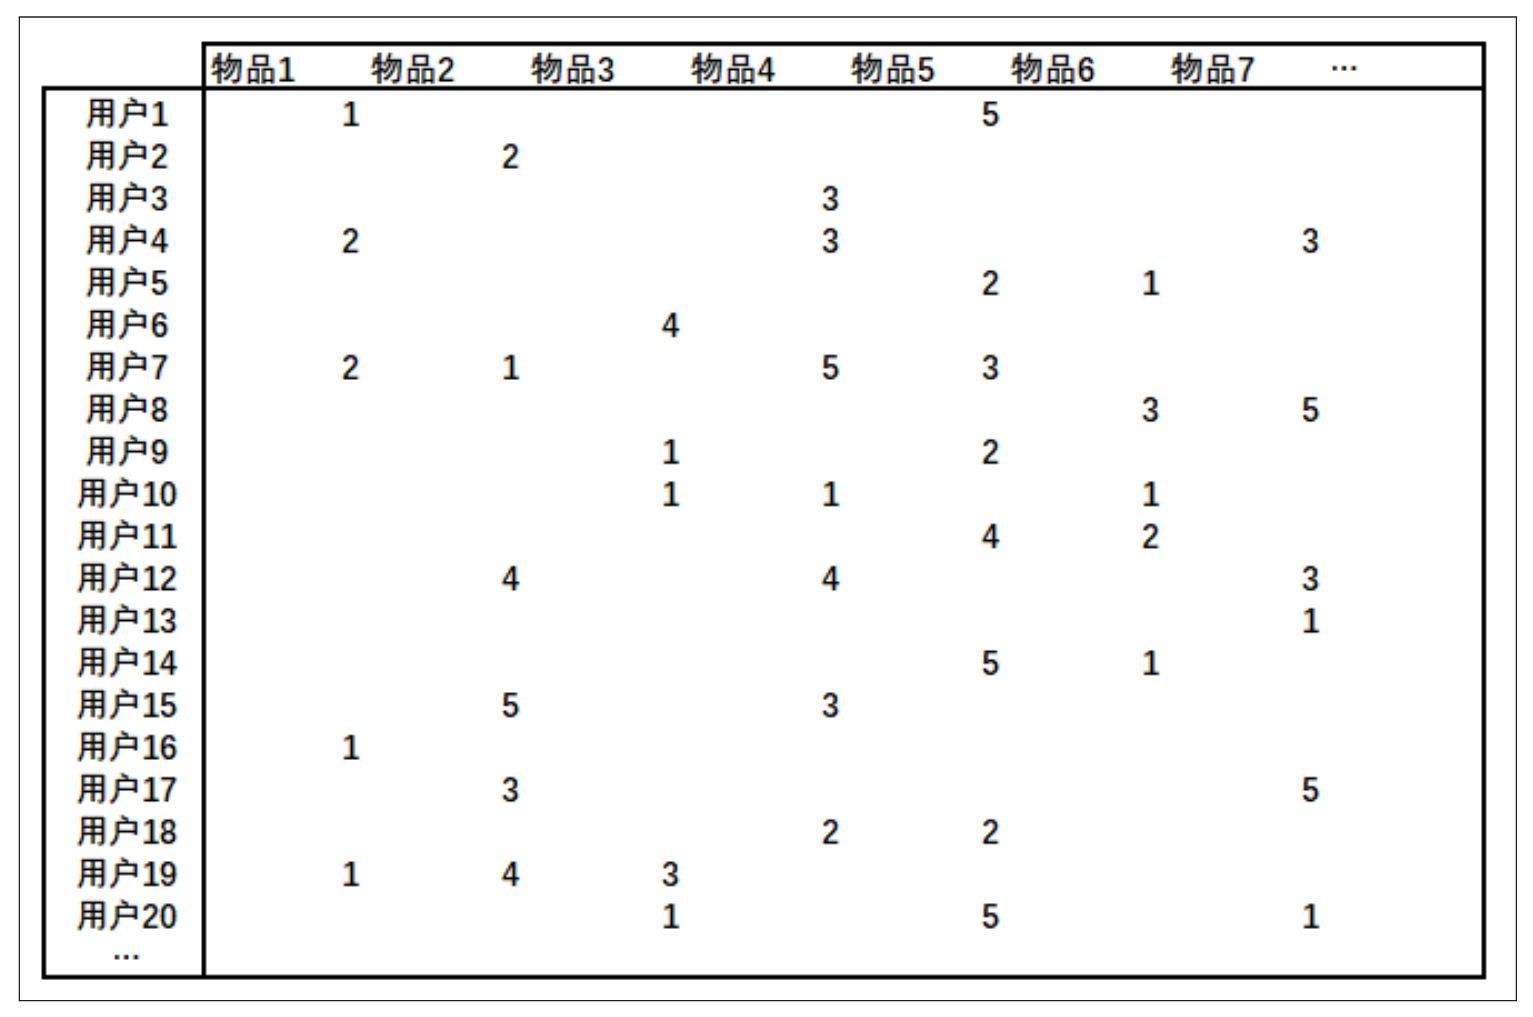 物品1 物品2 物品3 物品4 物品5 物品6 物品7 …
用户1 1 5
用户2 2
用户3 3
用户4 2 3 3
用户5 2 1
用户6 4
用户7 2 1 5 3
用户8 3 5
用户9 1 2
用户10 1 1 1
用户11 4 2
用户12 4 4 3
用户13 1
用户14 5 1
用户15 5 3
用户16 1
用户17 3 5
用户18 2 2
用户19 1 4 3
用户20 1 5 1
…